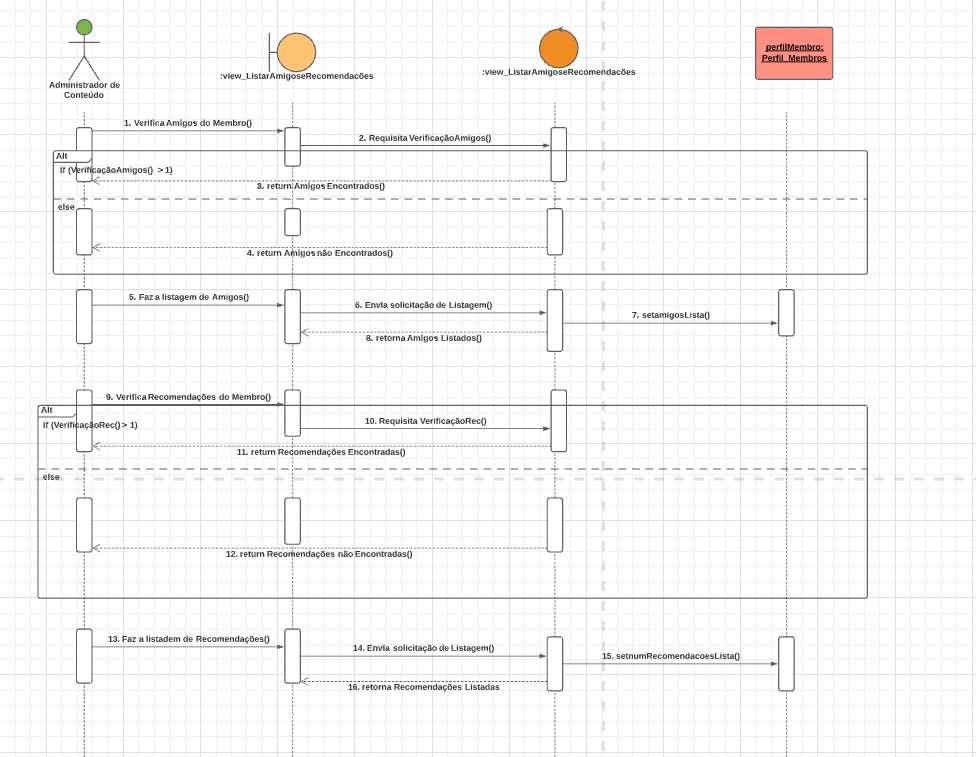 Administrador de
Conteúdo
:view_ListarAmigoseRecomendacões
:view_ListarAmigoseRecomendacões
perfilMembro:
Perfil_Membros
1. Verifica Amigos do Membro()
2. Requisita VerificaçãoAmigos()
Alt
if (VerificaçãoAmigos() > 1)
3. return Amigos Encontrados()
else
4. return Amigos não Encontrados()
5. Faz a listagem de Amigos()
6. Envia solicitação de Listagem()
7. setamigosLista()
8. retorna Amigos Listados()
9. Verifica Recomendações do Membro()
Alt
if (VerificaçãoRec() > 1)
10. Requisita VerificaçãoRec()
11. return Recomendações Encontradas()
else
12. return Recomendações não Encontradas()
13. Faz a listadem de Recomendações()
14. Envia solicitação de Listagem()
15. setnumRecomendacoesLista()
16. retorna Recomendações Listadas